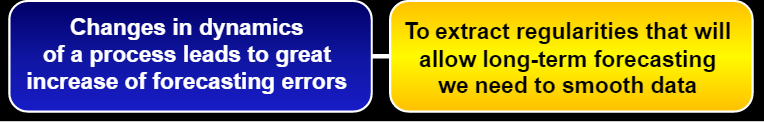 Changes in dynamics
of a process leads to great
increase of forecasting errors
To extract regularities that will
allow long-term forecasting
we need to smooth data